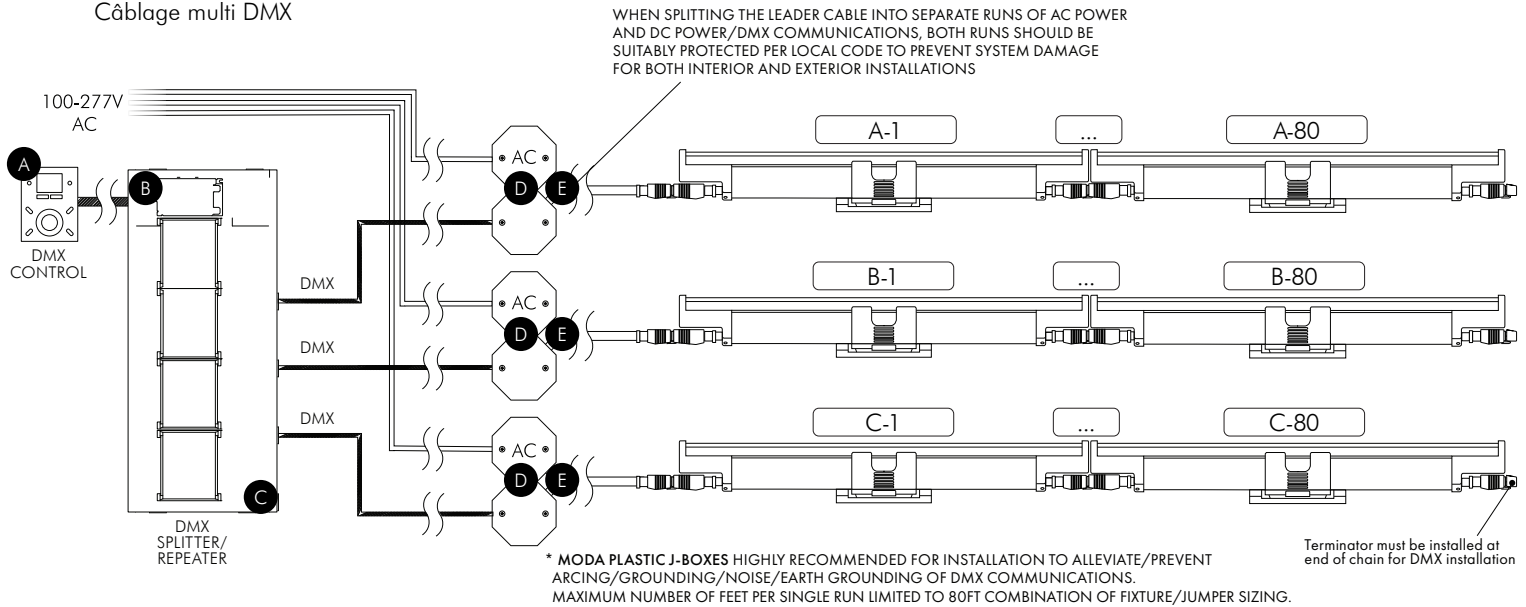 Câblage multi DMX
WHEN SPLITTING THE LEADER CABLE INTO SEPARATE RUNS OF AC POWER
AND DC POWER/DMX COMMUNICATIONS, BOTH RUNS SHOULD BE
SUITABLY PROTECTED PER LOCAL CODE TO PREVENT SYSTEM DAMAGE
FOR BOTH INTERIOR AND EXTERIOR INSTALLATIONS
100-277V
AC
A
DMX
CONTROL
B
C
DMX
SPLITTER/
REPEATER
DMX
DMX
DMX
AC
D E
A-1 ... A-80
AC
D E
B-1 ... B-80
AC
D E
C-1 ... C-80
Terminator must be installed at
end of chain for DMX installation
* MODA PLASTIC J-BOXES HIGHLY RECOMMENDED FOR INSTALLATION TO ALLEVIATE/PREVENT
ARCING/GROUNDING/NOISE/EARTH GROUNDING OF DMX COMMUNICATIONS.
MAXIMUM NUMBER OF FEET PER SINGLE RUN LIMITED TO 80FT COMBINATION OF FIXTURE/JUMPER SIZING.